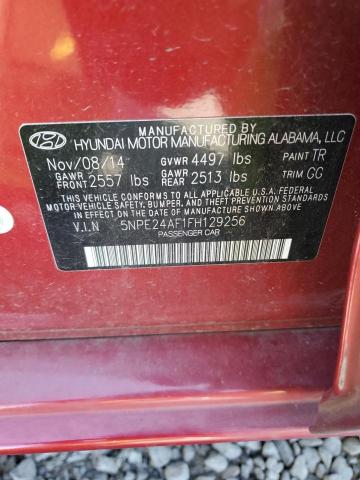 MANUFACTURED BY
HYUNDAI MOTOR MANUFACTURING ALABAMA, LLC
Nov/08/14 GVWR 4497 lbs PAINT TR
GAWR FRONT 2557 lbs GAWR REAR 2513 lbs TRIM GC
THIS VEHICLE CONFORMS TO ALL APPLICABLE U.S.A. FEDERAL
MOTOR VEHICLE SAFETY, BUMPER, AND THEFT PREVENTION
STANDARDS IN EFFECT ON THE DATE OF MANUFACTURE SHOWN ABOVE.
V.I.N 5NPE24AF1FH129256
PASSENGER CAR